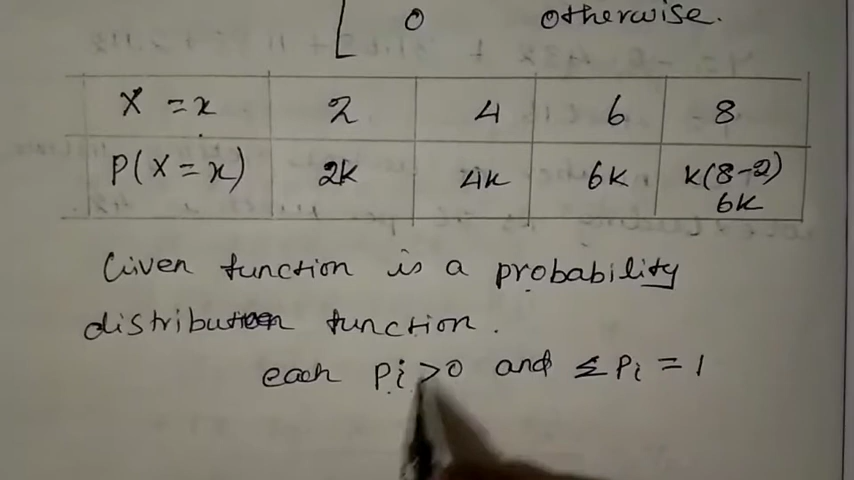 0 otherwise.
X = x 2 4 6 8
P(X = x) 2K 4K 6K K(8-2)
6K
Given function is a probability
distribution function.
each Pi > 0 and ≤ Pi = 1